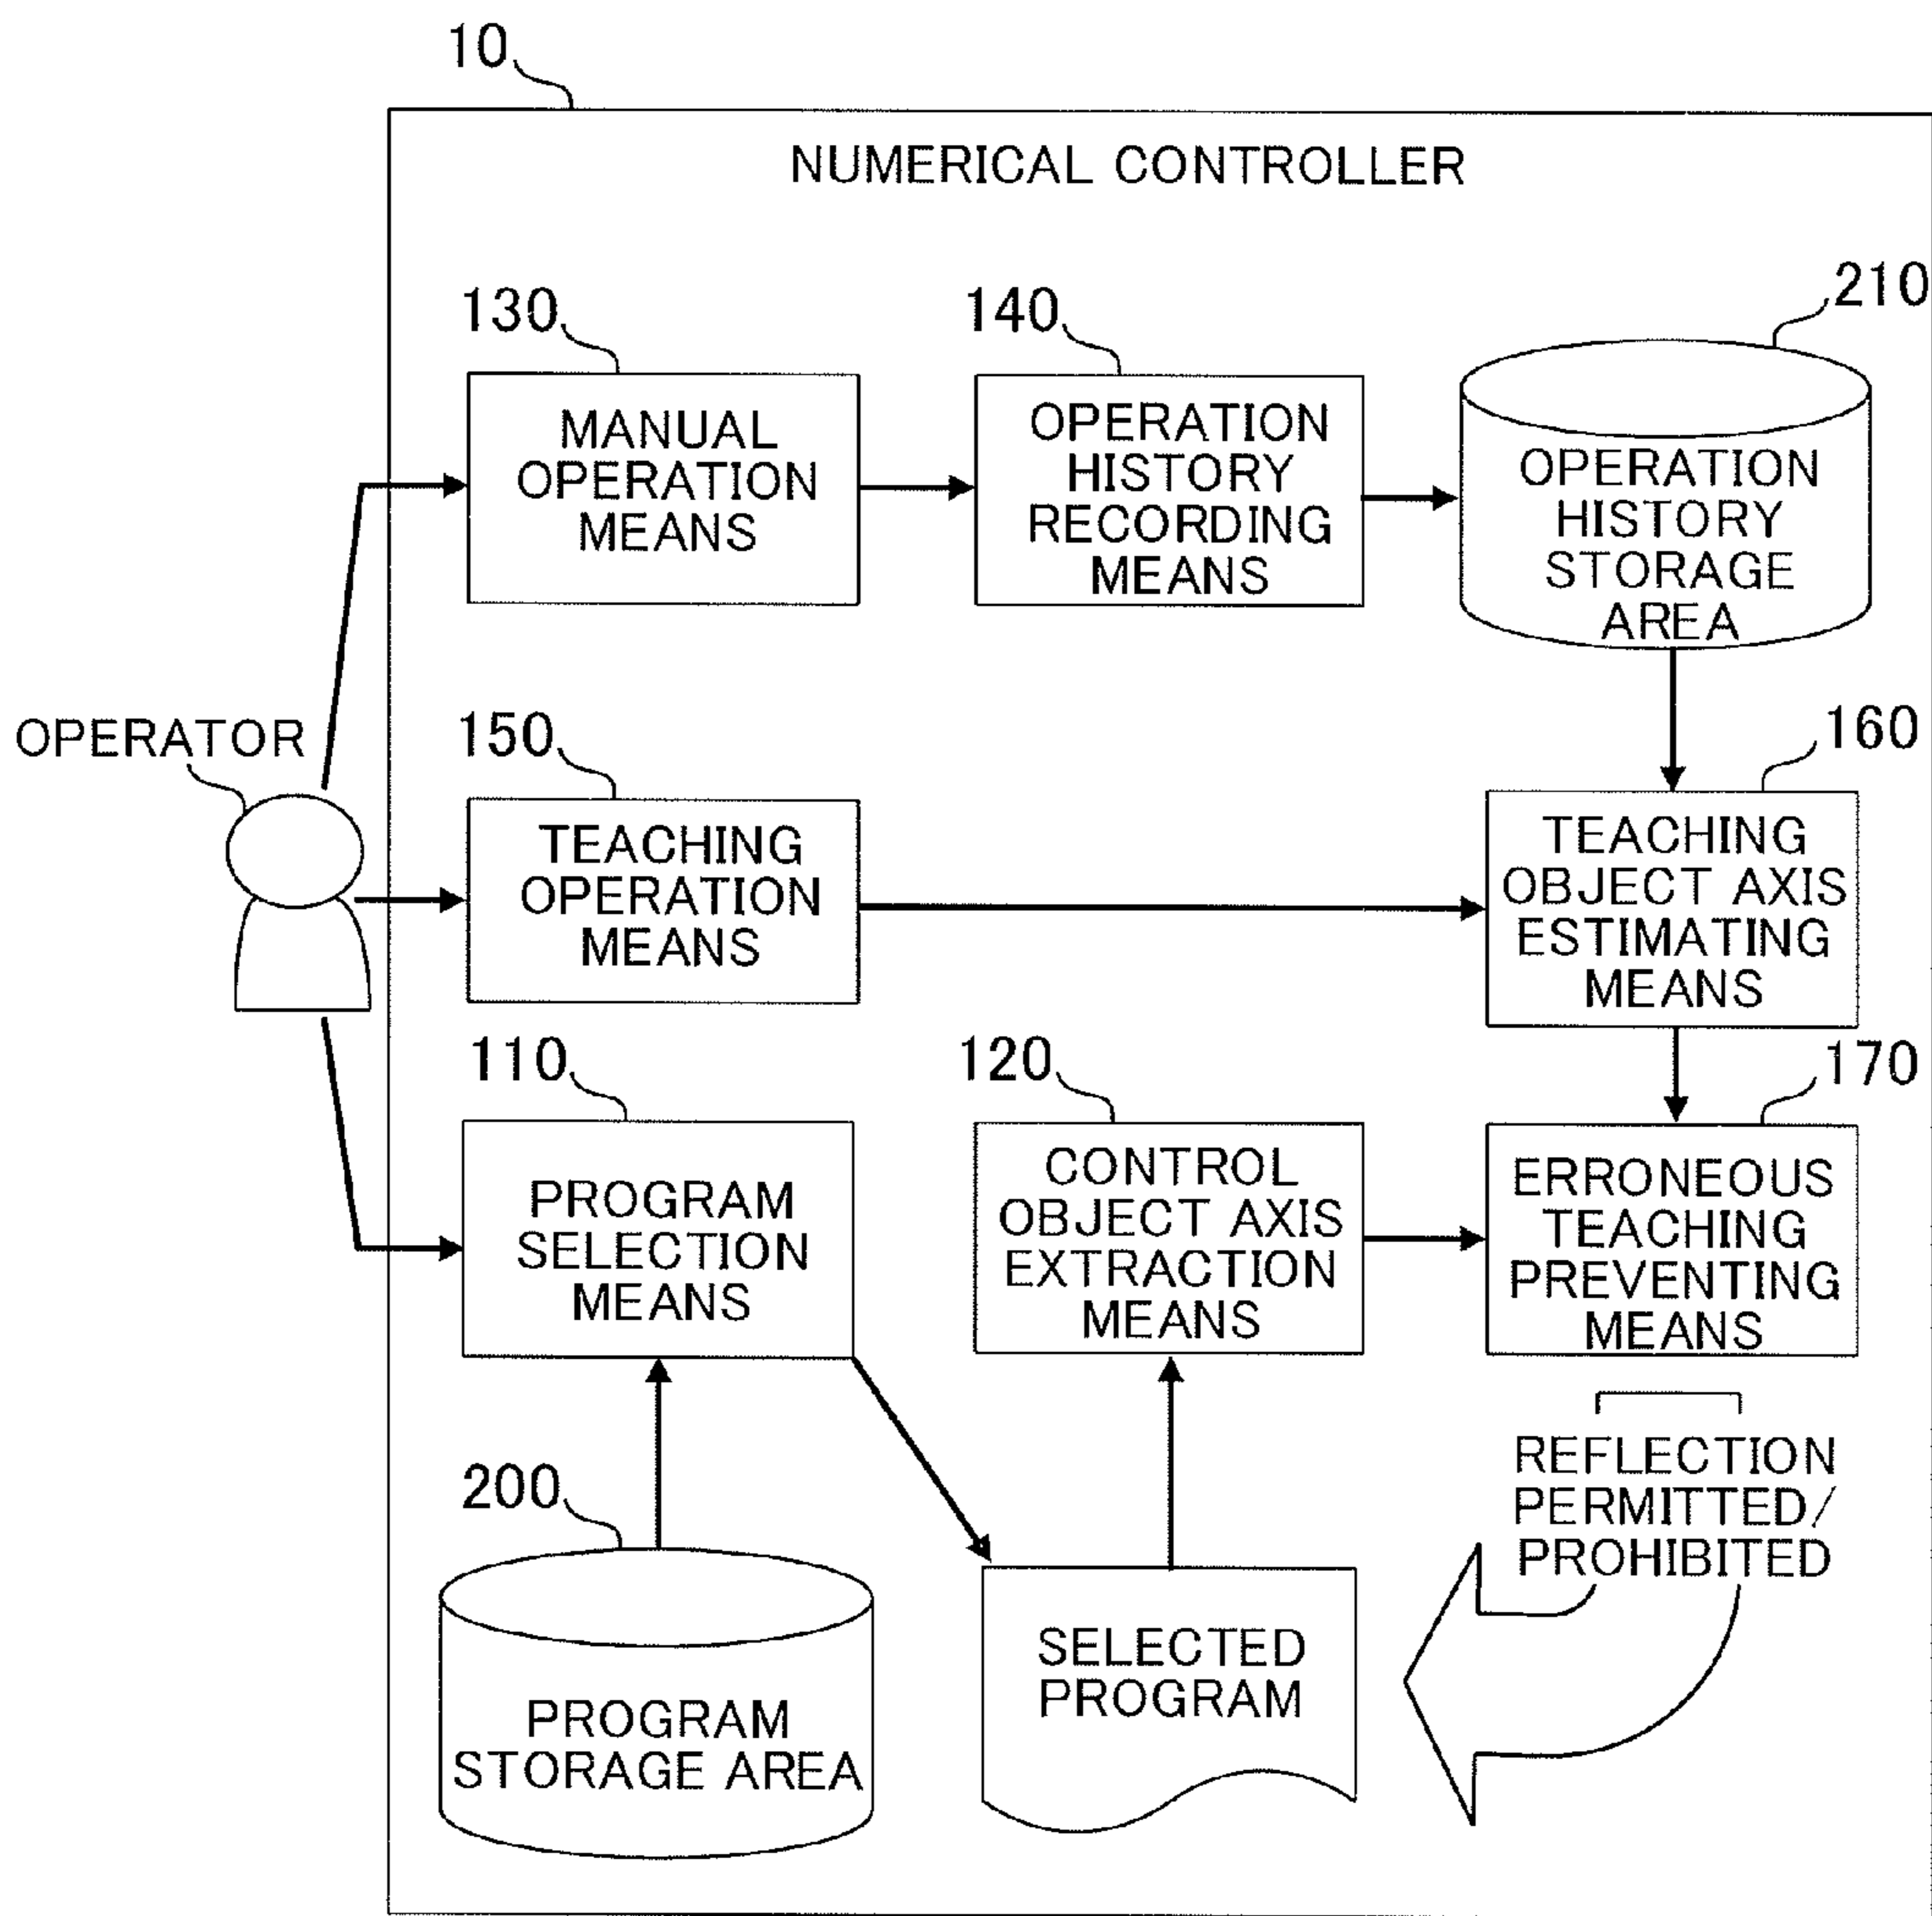 10
NUMERICAL CONTROLLER
130
140
210
MANUAL
OPERATION
MEANS
OPERATION
HISTORY
RECORDING
MEANS
OPERATION
HISTORY
STORAGE
AREA
OPERATOR
150
160
TEACHING
OPERATION
MEANS
TEACHING
OBJECT AXIS
ESTIMATING
MEANS
110
120
170
PROGRAM
SELECTION
MEANS
CONTROL
OBJECT AXIS
EXTRACTION
MEANS
ERRONEOUS
TEACHING
PREVENTING
MEANS
200
REFLECTION
PERMITTED/
PROHIBITED
PROGRAM
STORAGE AREA
SELECTED
PROGRAM